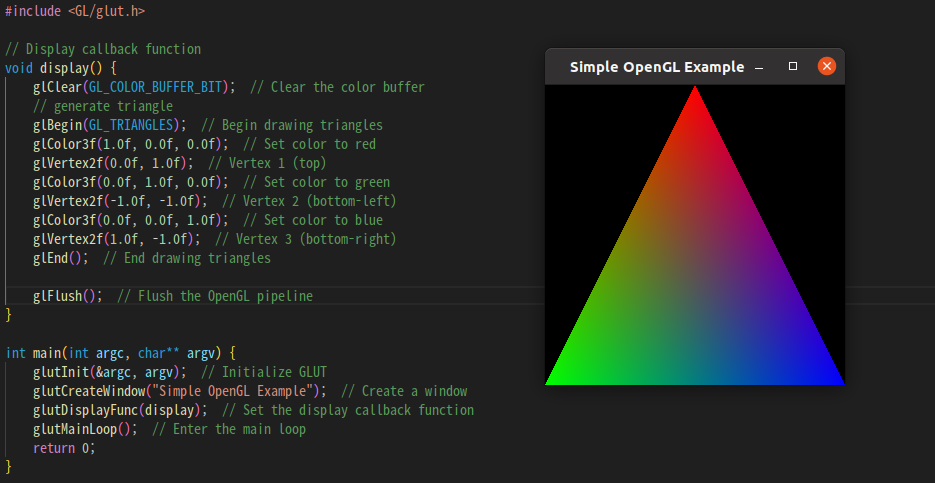 #include <GL/glut.h>
// Display callback function
void display() {
glClear(GL_COLOR_BUFFER_BIT);  // Clear the color buffer
// generate triangle
glBegin(GL_TRIANGLES);  // Begin drawing triangles
glColor3f(1.0f, 0.0f, 0.0f);  // Set color to red
glVertex2f(0.0f, 1.0f);  // Vertex 1 (top)
glColor3f(0.0f, 1.0f, 0.0f);  // Set color to green
glVertex2f(-1.0f, -1.0f);  // Vertex 2 (bottom-left)
glColor3f(0.0f, 0.0f, 1.0f);  // Set color to blue
glVertex2f(1.0f, -1.0f);  // Vertex 3 (bottom-right)
glEnd();  // End drawing triangles
glFlush();  // Flush the OpenGL pipeline
}
int main(int argc, char** argv) {
glutInit(&argc, argv);  // Initialize GLUT
glutCreateWindow("Simple OpenGL Example");  // Create a window
glutDisplayFunc(display);  // Set the display callback function
glutMainLoop();  // Enter the main loop
return 0;
}
Simple OpenGL Example